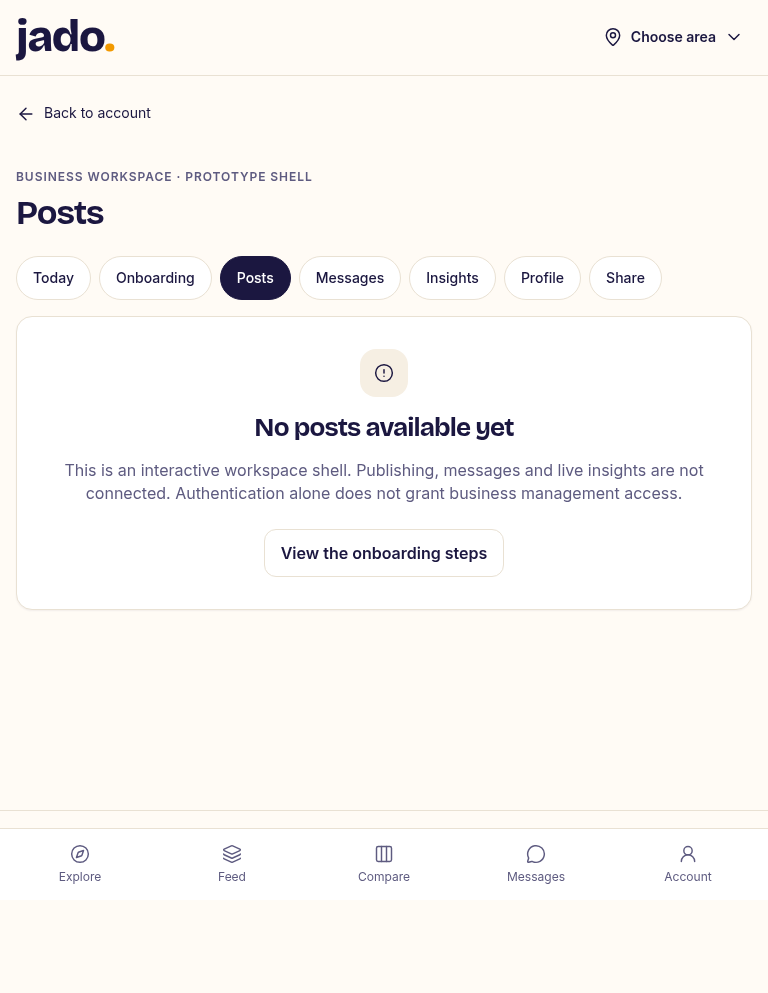 jado.
Choose area
Back to account
BUSINESS WORKSPACE · PROTOTYPE SHELL
Posts
Today
Onboarding
Posts
Messages
Insights
Profile
Share
No posts available yet
This is an interactive workspace shell. Publishing, messages and live insights are not
connected. Authentication alone does not grant business management access.
View the onboarding steps
Explore
Feed
Compare
Messages
Account